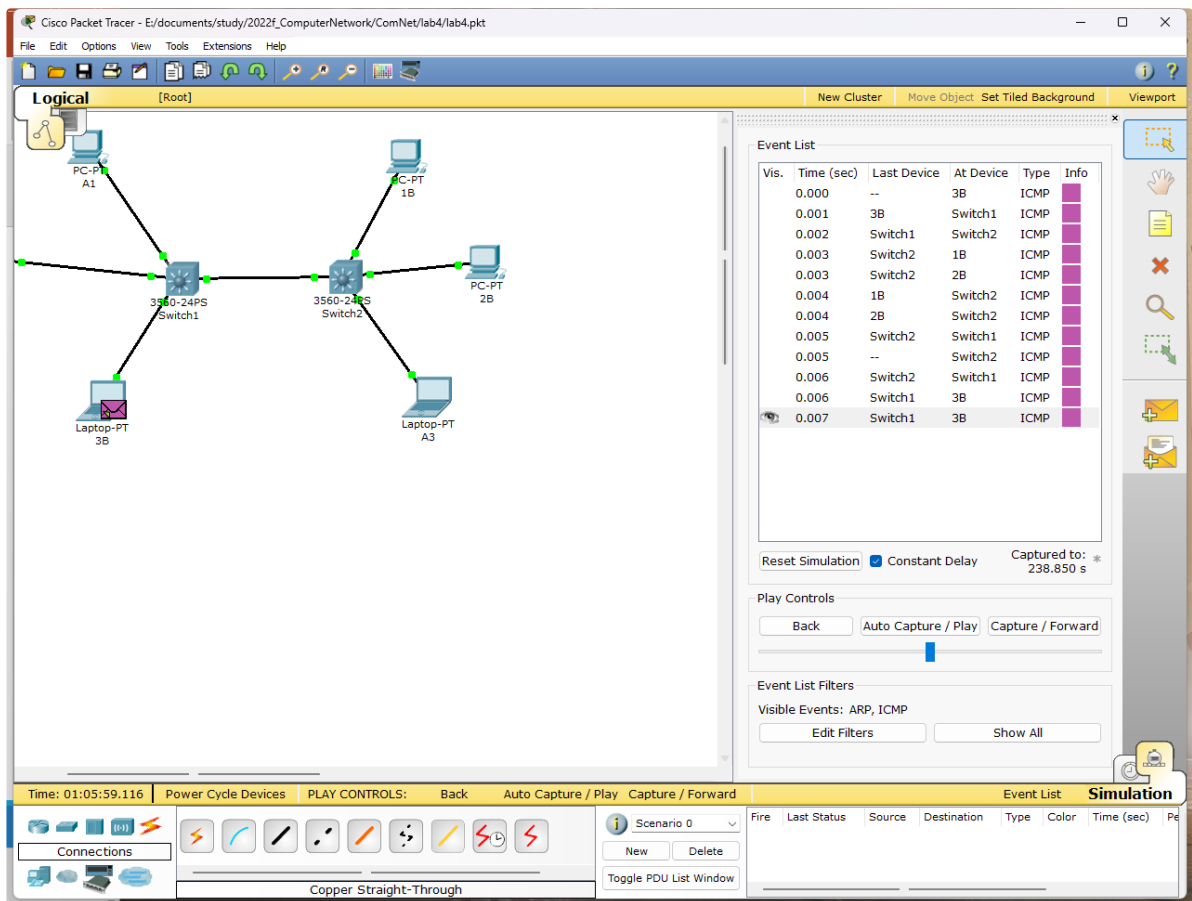 Cisco Packet Tracer - E:/documents/study/2022f_ComputerNetwork/ComNet/lab4/lab4.pkt
File Edit Options View Tools Extensions Help
Logical [Root] New Cluster Move Object Set Tiled Background Viewport
PC-PT
A1
PC-PT
1B
PC-PT
2B
3560-24PS
Switch1
3560-24PS
Switch2
Laptop-PT
3B
Laptop-PT
A3
Event List
Vis. Time (sec) Last Device At Device Type Info
0.000 -- 3B ICMP
0.001 3B Switch1 ICMP
0.002 Switch1 Switch2 ICMP
0.003 Switch2 1B ICMP
0.003 Switch2 2B ICMP
0.004 1B Switch2 ICMP
0.004 2B Switch2 ICMP
0.005 Switch2 Switch1 ICMP
0.005 -- Switch2 ICMP
0.006 Switch2 Switch1 ICMP
0.006 Switch1 3B ICMP
0.007 Switch1 3B ICMP
Reset Simulation Constant Delay Captured to: *
238.850 s
Play Controls
Back Auto Capture / Play Capture / Forward
Event List Filters
Visible Events: ARP, ICMP
Edit Filters Show All
Time: 01:05:59.116 Power Cycle Devices PLAY CONTROLS: Back Auto Capture / Play Capture / Forward Event List Simulation
Connections
Copper Straight-Through
Scenario 0
New Delete
Toggle PDU List Window
Fire Last Status Source Destination Type Color Time (sec) Pe